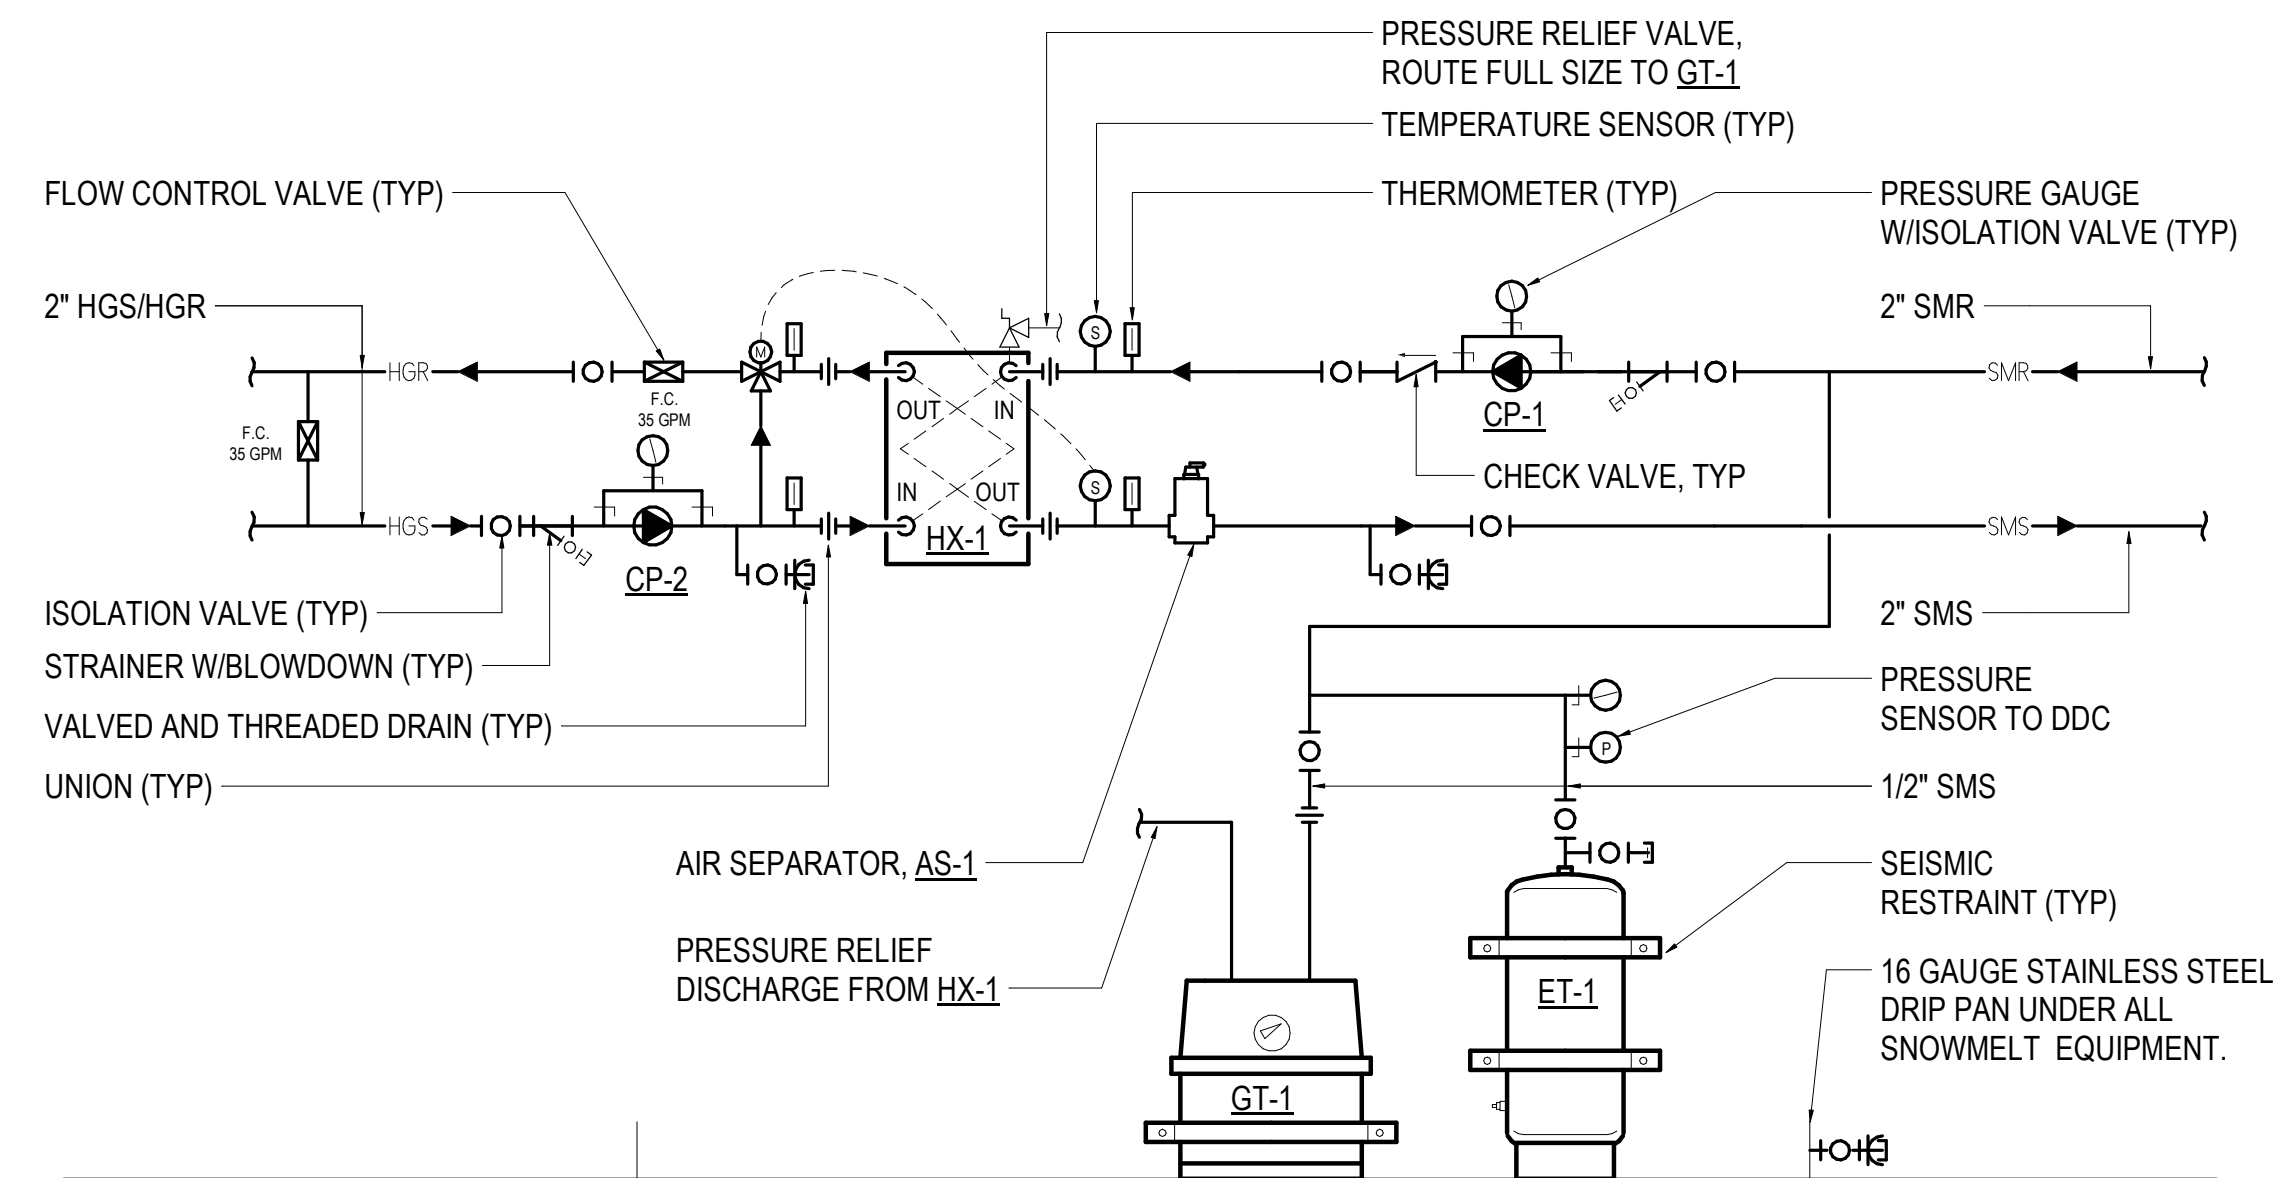 PRESSURE RELIEF VALVE,
ROUTE FULL SIZE TO GT-1
TEMPERATURE SENSOR (TYP)
FLOW CONTROL VALVE (TYP)
THERMOMETER (TYP)
PRESSURE GAUGE
W/ISOLATION VALVE (TYP)
2" HGS/HGR
2" SMR
S
M
HGR
SMR
F.C.
35 GPM
OUT
IN
CP-1
F.C.
35 GPM
CHECK VALVE, TYP
IN
OUT
S
HGS
HX-1
SMS
CP-2
ISOLATION VALVE (TYP)
2" SMS
STRAINER W/BLOWDOWN (TYP)
PRESSURE
SENSOR TO DDC
VALVED AND THREADED DRAIN (TYP)
P
UNION (TYP)
1/2" SMS
AIR SEPARATOR, AS-1
SEISMIC
RESTRAINT (TYP)
PRESSURE RELIEF
DISCHARGE FROM HX-1
16 GAUGE STAINLESS STEEL
DRIP PAN UNDER ALL
SNOWMELT EQUIPMENT.
ET-1
GT-1